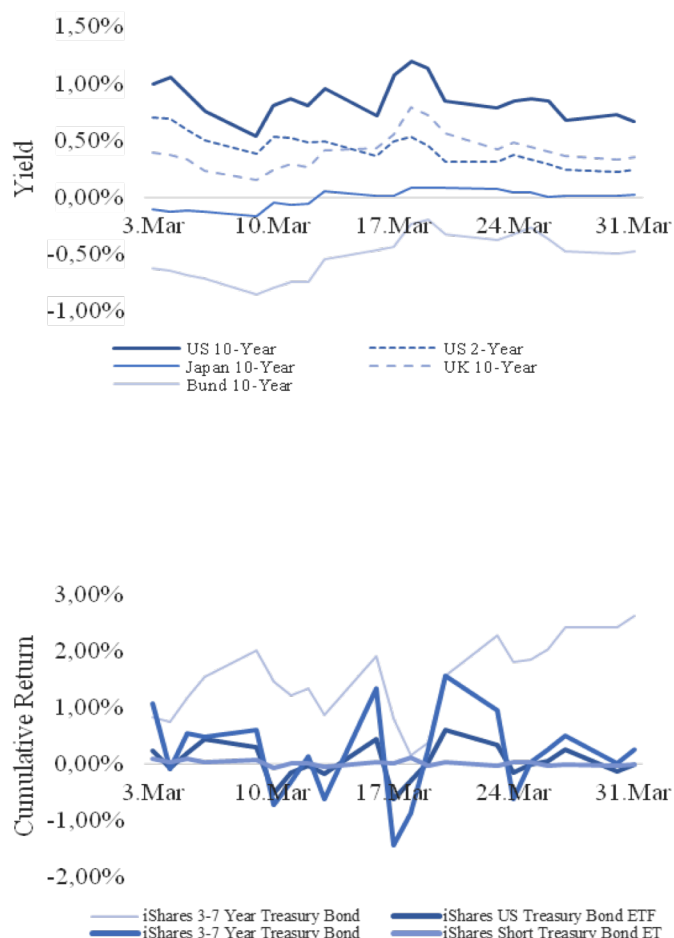 1,50%
1,00%
0,50%
0,00%
-0,50%
-1,00%
Yield
3.Mar 10.Mar 17.Mar 24.Mar 31.Mar
US 10-Year US 2-Year
Japan 10-Year UK 10-Year
Bund 10-Year
3,00%
2,00%
1,00%
0,00%
-1,00%
-2,00%
Cumulative Return
3.Mar 10.Mar 17.Mar 24.Mar 31.Mar
iShares 3-7 Year Treasury Bond iShares US Treasury Bond ETF
iShares 3-7 Year Treasury Bond iShares Short Treasury Bond ET